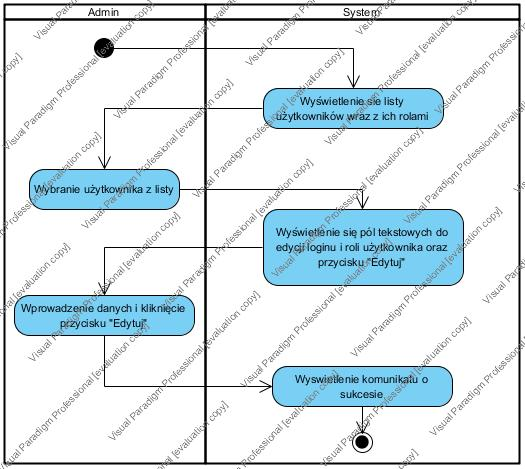 Admin
System
Wyświetlenie się listy
użytkowników wraz z ich rolami
Wybranie użytkownika z listy
Wyświetlenie się pól tekstowych do
edycji loginu i roli użytkownika oraz
przycisku "Edytuj"
Wprowadzenie danych i kliknięcie
przycisku "Edytuj"
Wyswietlenie komunikatu o
sukcesie
Visual Paradigm Professional [evaluation copy]